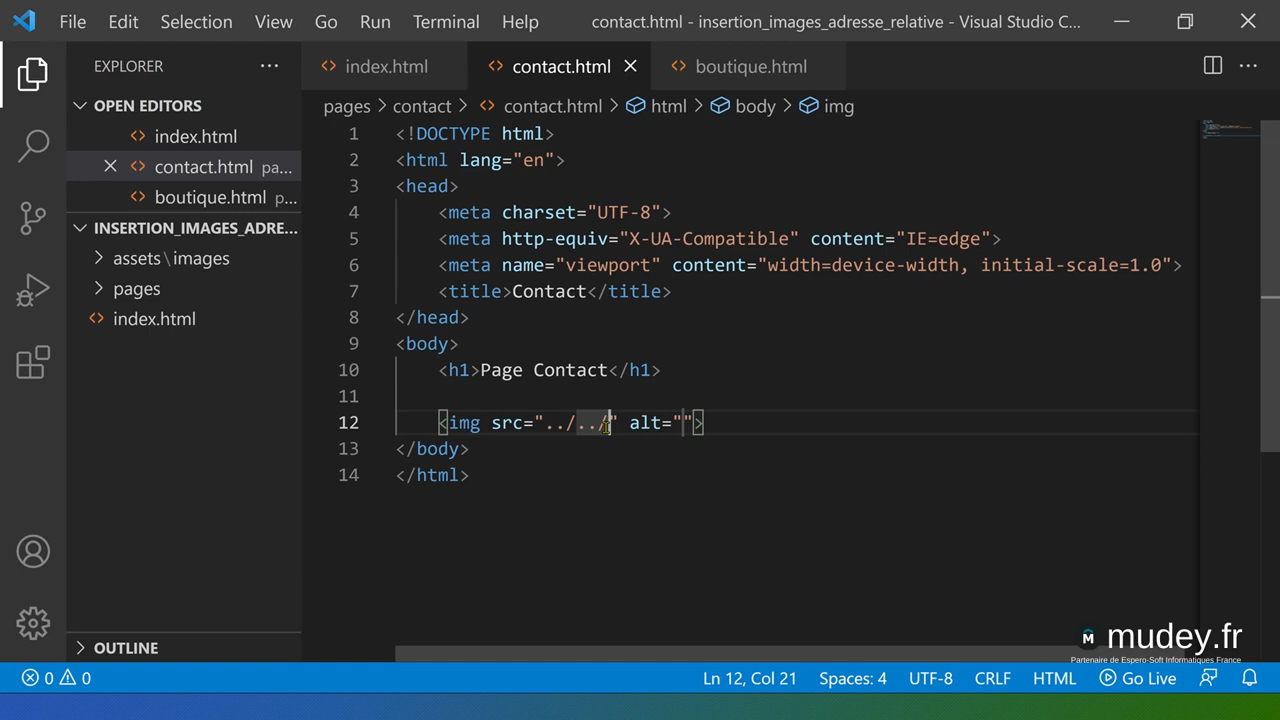 File Edit Selection View Go Run Terminal Help contact.html - insertion_images_adresse_relative - Visual Studio C...
EXPLORER
OPEN EDITORS
index.html
contact.html pa...
boutique.html p...
INSERTION_IMAGES_ADRE...
assets\images
pages
index.html
OUTLINE
index.html contact.html boutique.html
pages > contact > contact.html > html > body > img
1 <!DOCTYPE html>
2 <html lang="en">
3 <head>
4 <meta charset="UTF-8">
5 <meta http-equiv="X-UA-Compatible" content="IE=edge">
6 <meta name="viewport" content="width=device-width, initial-scale=1.0">
7 <title>Contact</title>
8 </head>
9 <body>
10 <h1>Page Contact</h1>
11
12 <img src="../../" alt="">
13 </body>
14 </html>
M mudey.fr
Partenaire de Espero-Soft Informatiques France
0 0 Ln 12, Col 21 Spaces: 4 UTF-8 CRLF HTML Go Live